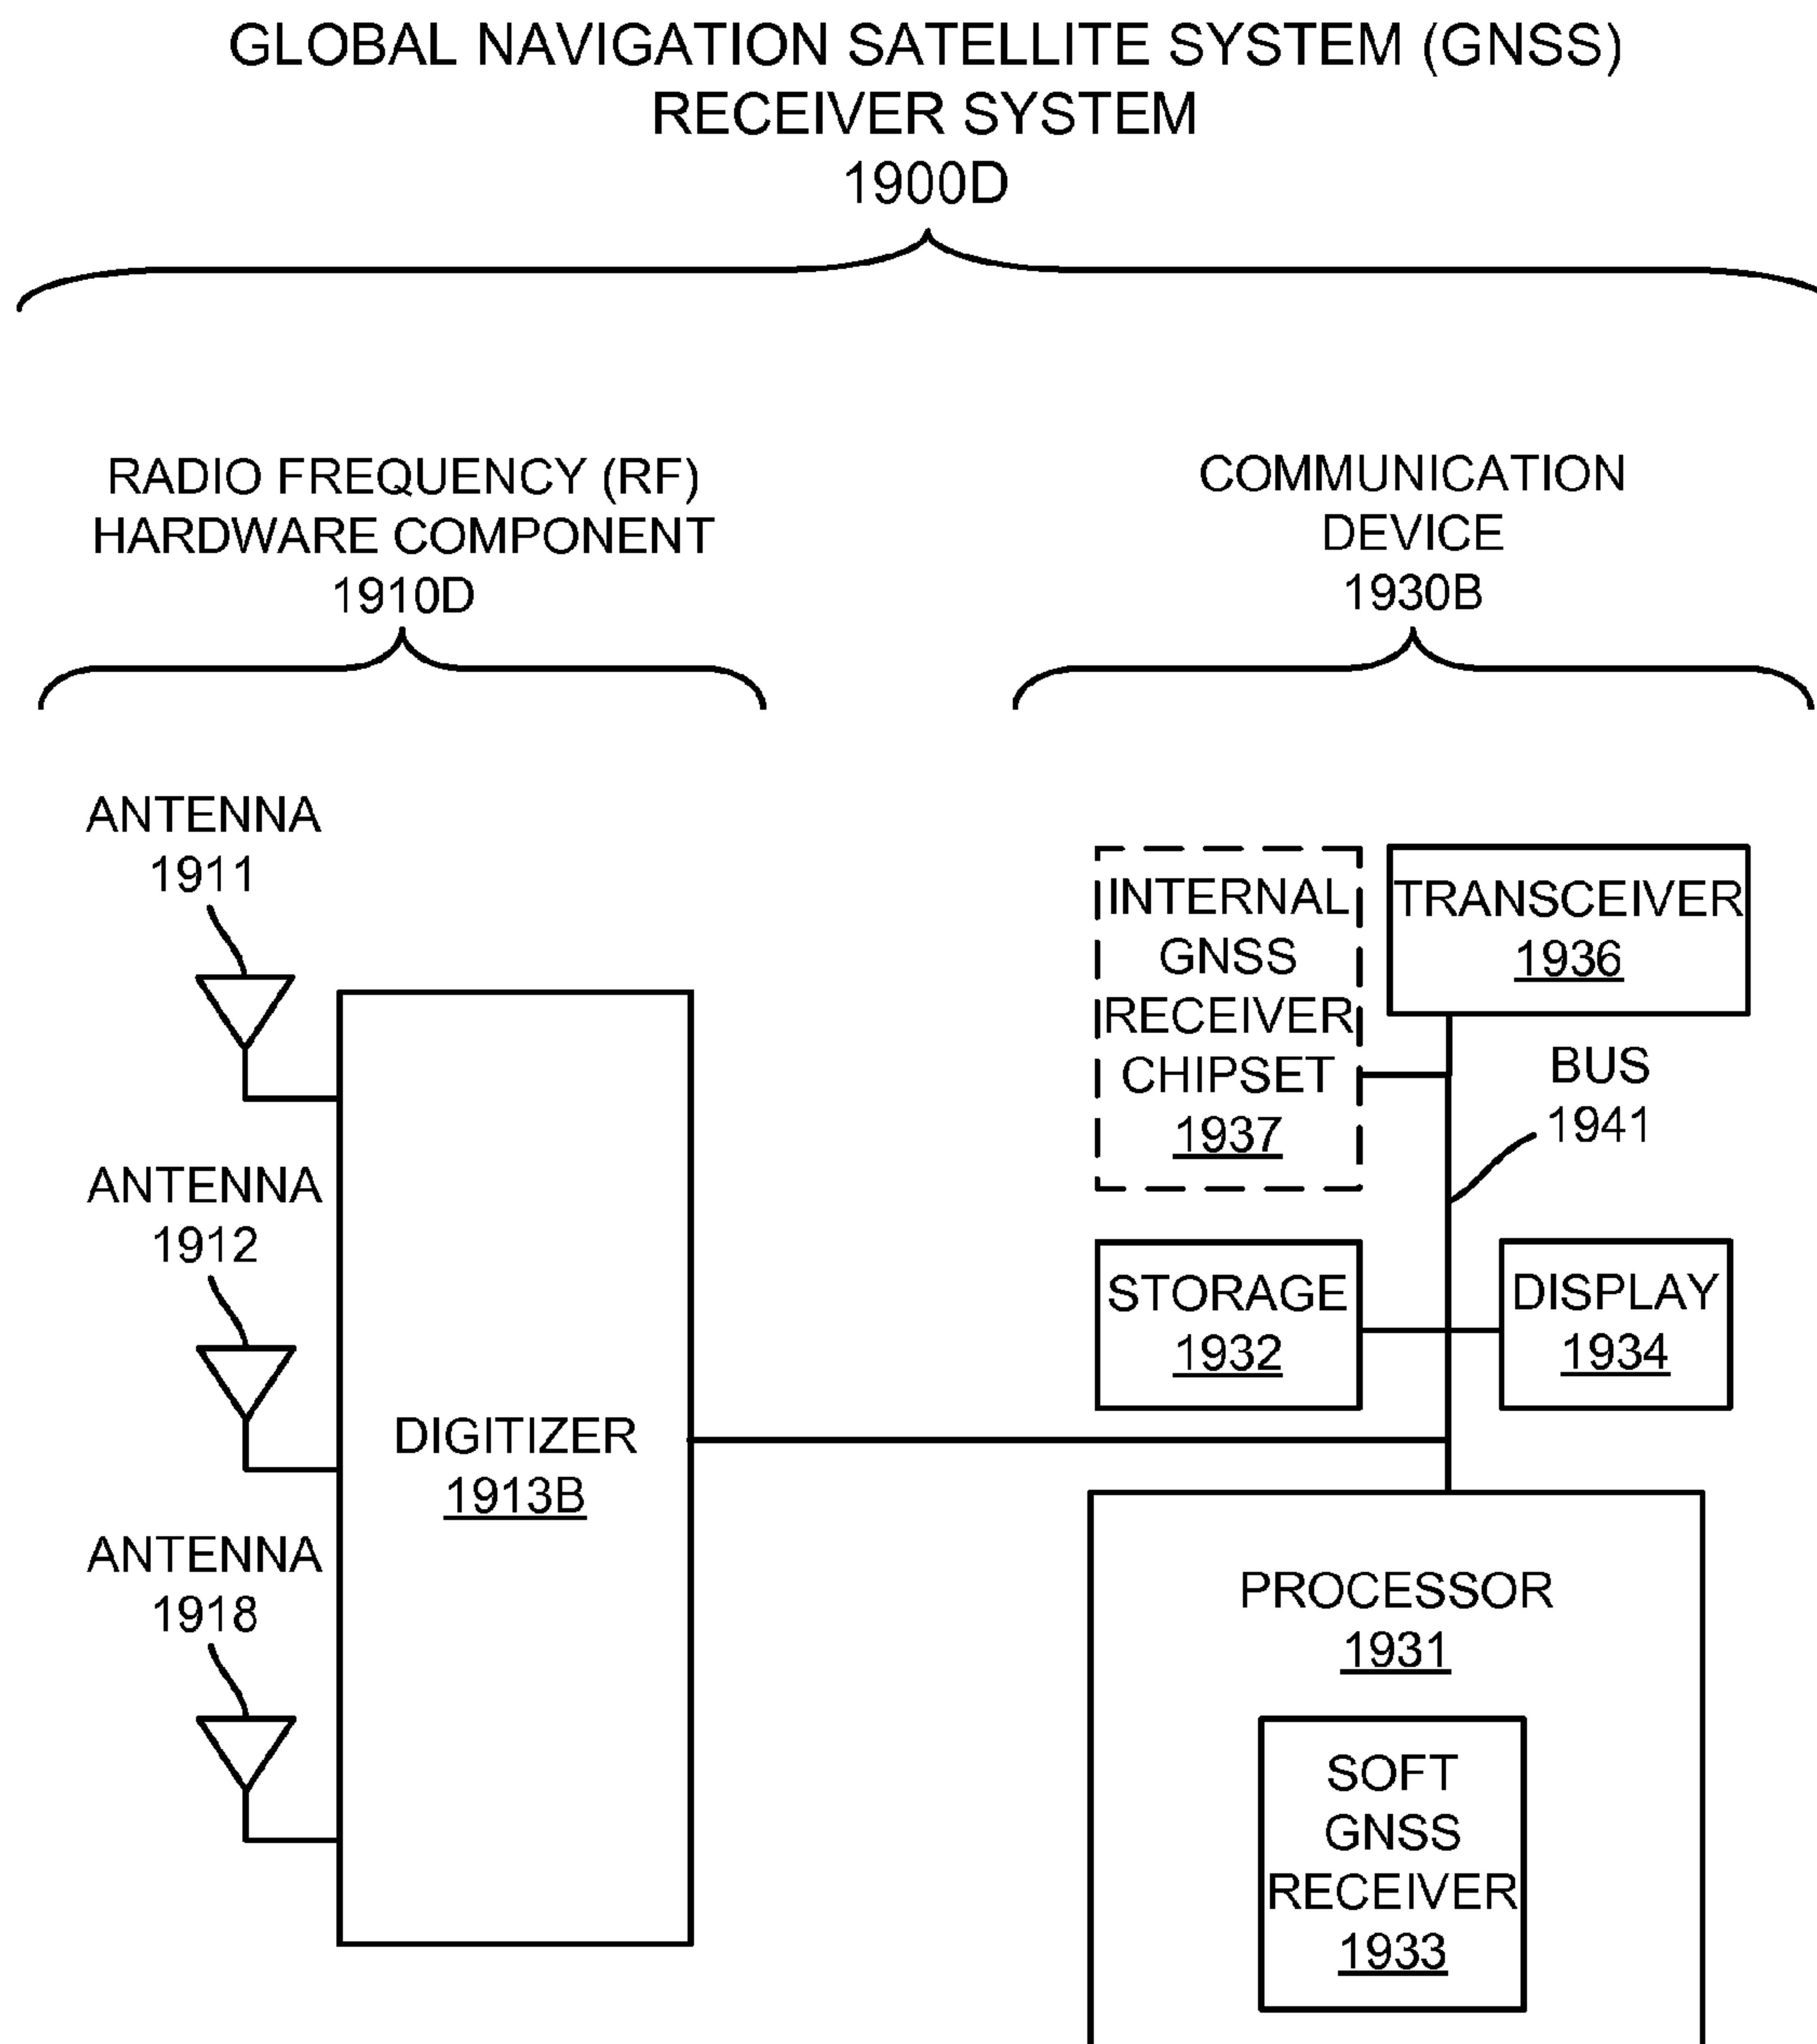 GLOBAL NAVIGATION SATELLITE SYSTEM (GNSS)
RECEIVER SYSTEM
1900D
RADIO FREQUENCY (RF)
HARDWARE COMPONENT
1910D
COMMUNICATION
DEVICE
1930B
ANTENNA
1911
ANTENNA
1912
ANTENNA
1918
DIGITIZER
1913B
INTERNAL
GNSS
RECEIVER
CHIPSET
1937
TRANSCEIVER
1936
BUS
1941
STORAGE
1932
DISPLAY
1934
PROCESSOR
1931
SOFT
GNSS
RECEIVER
1933